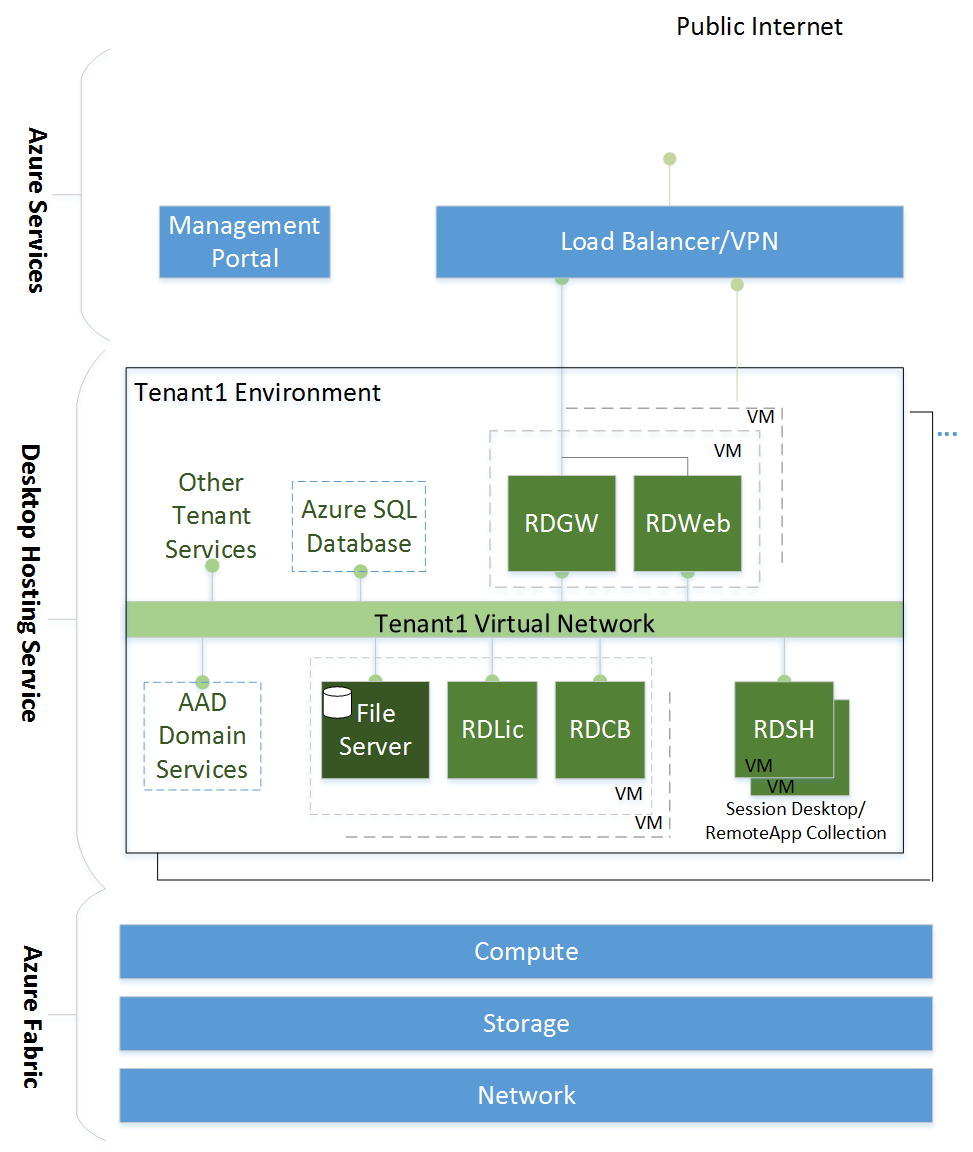 Public Internet
Azure Services
Management
Portal
Load Balancer/VPN
Desktop Hosting Service
Tenant1 Environment
VM
...
VM
Other
Tenant
Services
Azure SQL
Database
RDGW
RDWeb
Tenant1 Virtual Network
AAD
Domain
Services
File
Server
RDLic
RDCB
VM
VM
RDSH
VM
VM
Session Desktop/
RemoteApp Collection
Azure Fabric
Compute
Storage
Network